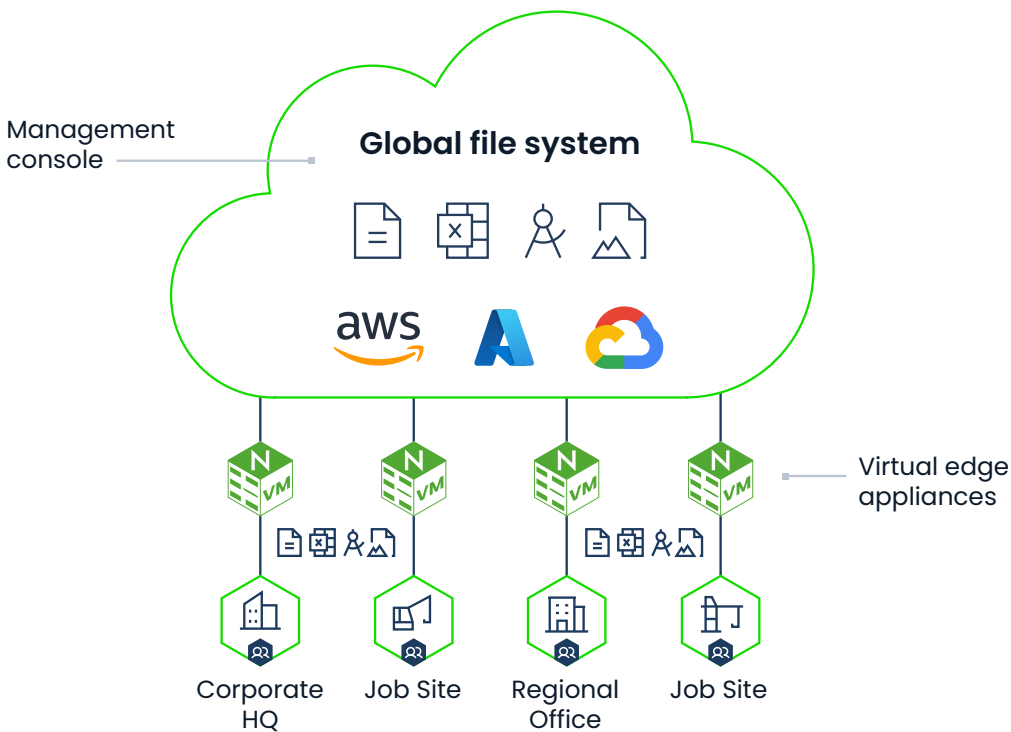 Management
console
Global file system
X
aws
N
VM
N
VM
N
VM
N
VM
Virtual edge
appliances
X
X
Corporate
HQ
Job Site
Regional
Office
Job Site